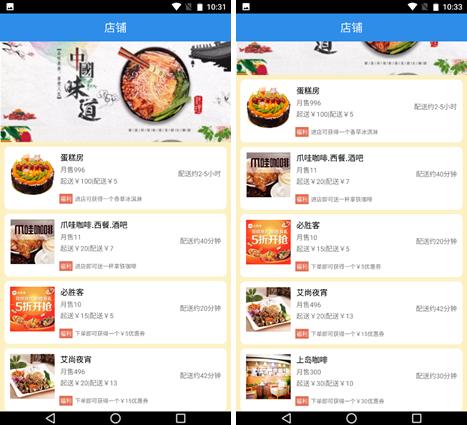 10:31
店铺
中國
味道
蛋糕房
月售996
起送￥100|配送￥5
配送约2-5小时
福利 进店可获得一个香草冰淇淋
爪哇咖啡.西餐.酒吧
月售11
起送￥20|配送￥7
配送约40分钟
福利 进店即可送一杯拿铁咖啡
必胜客
月售10
起送￥15|配送￥5
配送约20分钟
5折开抢
福利 下单即可获得一个￥5优惠券
艾尚夜宵
月售496
起送￥20|配送￥13
配送约42分钟
福利 下单即可获得一个￥15优惠券
10:33
店铺
味道
蛋糕房
月售996
起送￥100|配送￥5
配送约2-5小时
福利 进店可获得一个香草冰淇淋
爪哇咖啡
爪哇咖啡.西餐.酒吧
月售11
起送￥20|配送￥7
配送约40分钟
福利 进店即可送一杯拿铁咖啡
必胜客
月售10
起送￥15|配送￥5
配送约20分钟
5折开抢
福利 下单即可获得一个￥5优惠券
艾尚夜宵
月售496
起送￥20|配送￥13
配送约42分钟
福利 下单即可获得一个￥15优惠券
上岛咖啡
月售300
起送￥30|配送￥10
配送约30分钟
福利 下单即可获得一个￥30优惠券